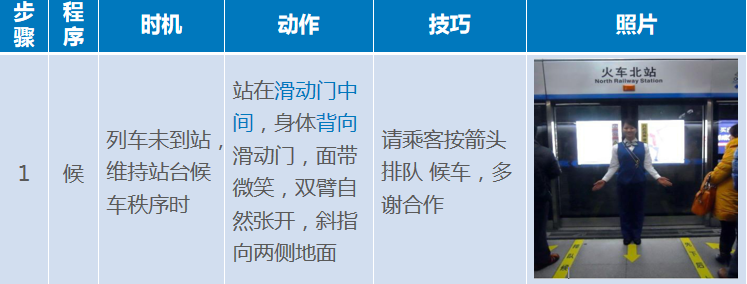 步骤
程序
时机
动作
技巧
照片
1
候
列车未到站，
维持站台候
车秩序时
站在滑动门中
间，身体背向
滑动门，面带
微笑，双臂自
然张开，斜指
向两侧地面
请乘客按箭头
排队 候车，多
谢合作
火车北站
North Railway Station